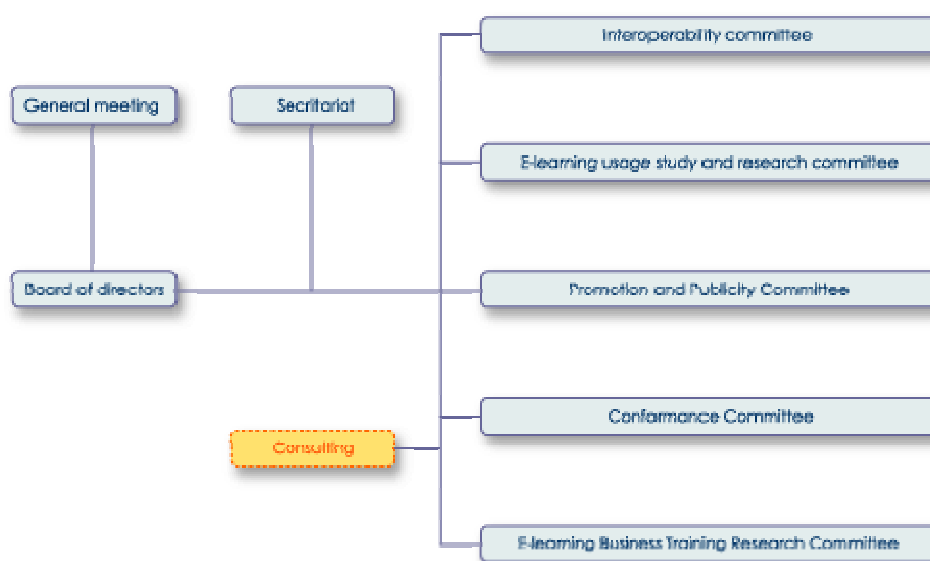 Interoperability committee
General meeting
Secritariat
E-learning usage study and research committee
Board of directors
Promotion and Publicity Committee
Conformance Committee
Consulting
E-learning Business Training Research Committee